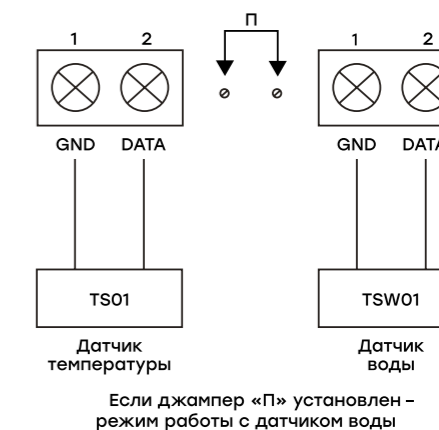 П
1 2 1 2
GND DATA GND DATA
TS01 TSW01
Датчик Датчик
температуры воды
Если джампер «П» установлен –
режим работы с датчиком воды